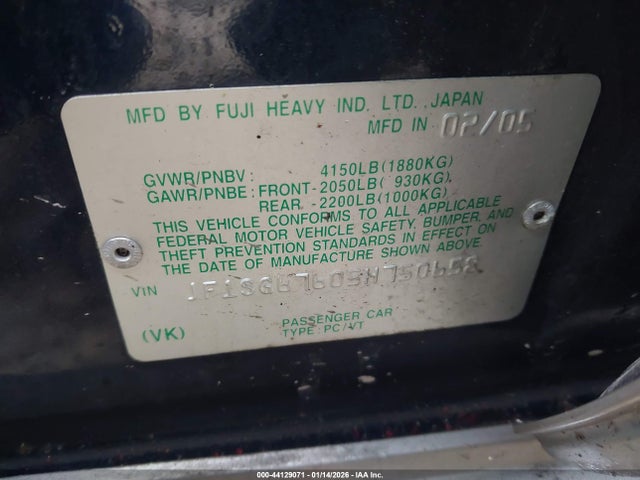 MFD BY FUJI HEAVY IND. LTD. JAPAN
MFD IN 02/05
GVWR/PNBV : 4150LB(1880KG)
GAWR/PNBE: FRONT-2050LB( 930KG),
REAR. -2200LB(1000KG)
THIS VEHICLE CONFORMS TO ALL APPLICABLE
FEDERAL MOTOR VEHICLE SAFETY, BUMPER, AND
THEFT PREVENTION STANDARDS IN EFFECT ON
THE DATE OF MANUFACTURE SHOWN ABOVE.
VIN
(VK)
PASSENGER CAR
TYPE: PC/VT
000-44129071 - 01/14/2026 - IAA Inc.